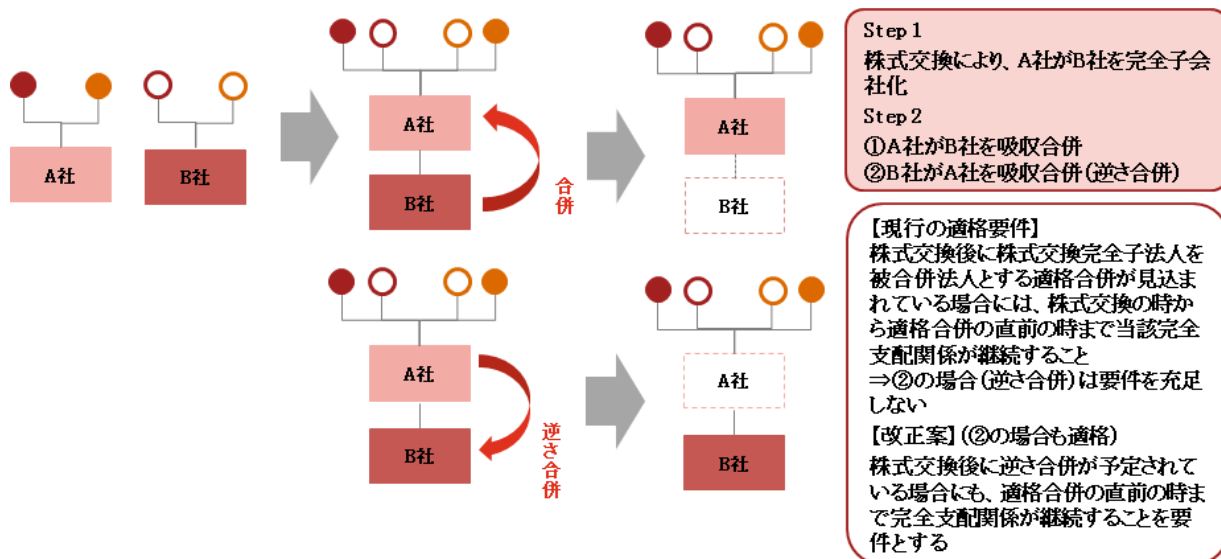 A社
B社
A社
B社
合併
A社
B社
A社
B社
逆さ合併
A社
B社
Step 1
株式交換により、A社がB社を完全子会
社化
Step 2
①A社がB社を吸収合併
②B社がA社を吸収合併(逆さ合併)
【現行の適格要件】
株式交換後に株式交換完全子法人を
被合併法人とする適格合併が見込ま
れている場合には、株式交換の時か
ら適格合併の直前の時まで当該完全
支配関係が継続すること
⇒②の場合(逆さ合併)は要件を充足
しない
【改正案】(②の場合も適格)
株式交換後に逆さ合併が予定されて
いる場合にも、適格合併の直前の時ま
で完全支配関係が継続することを要
件とする